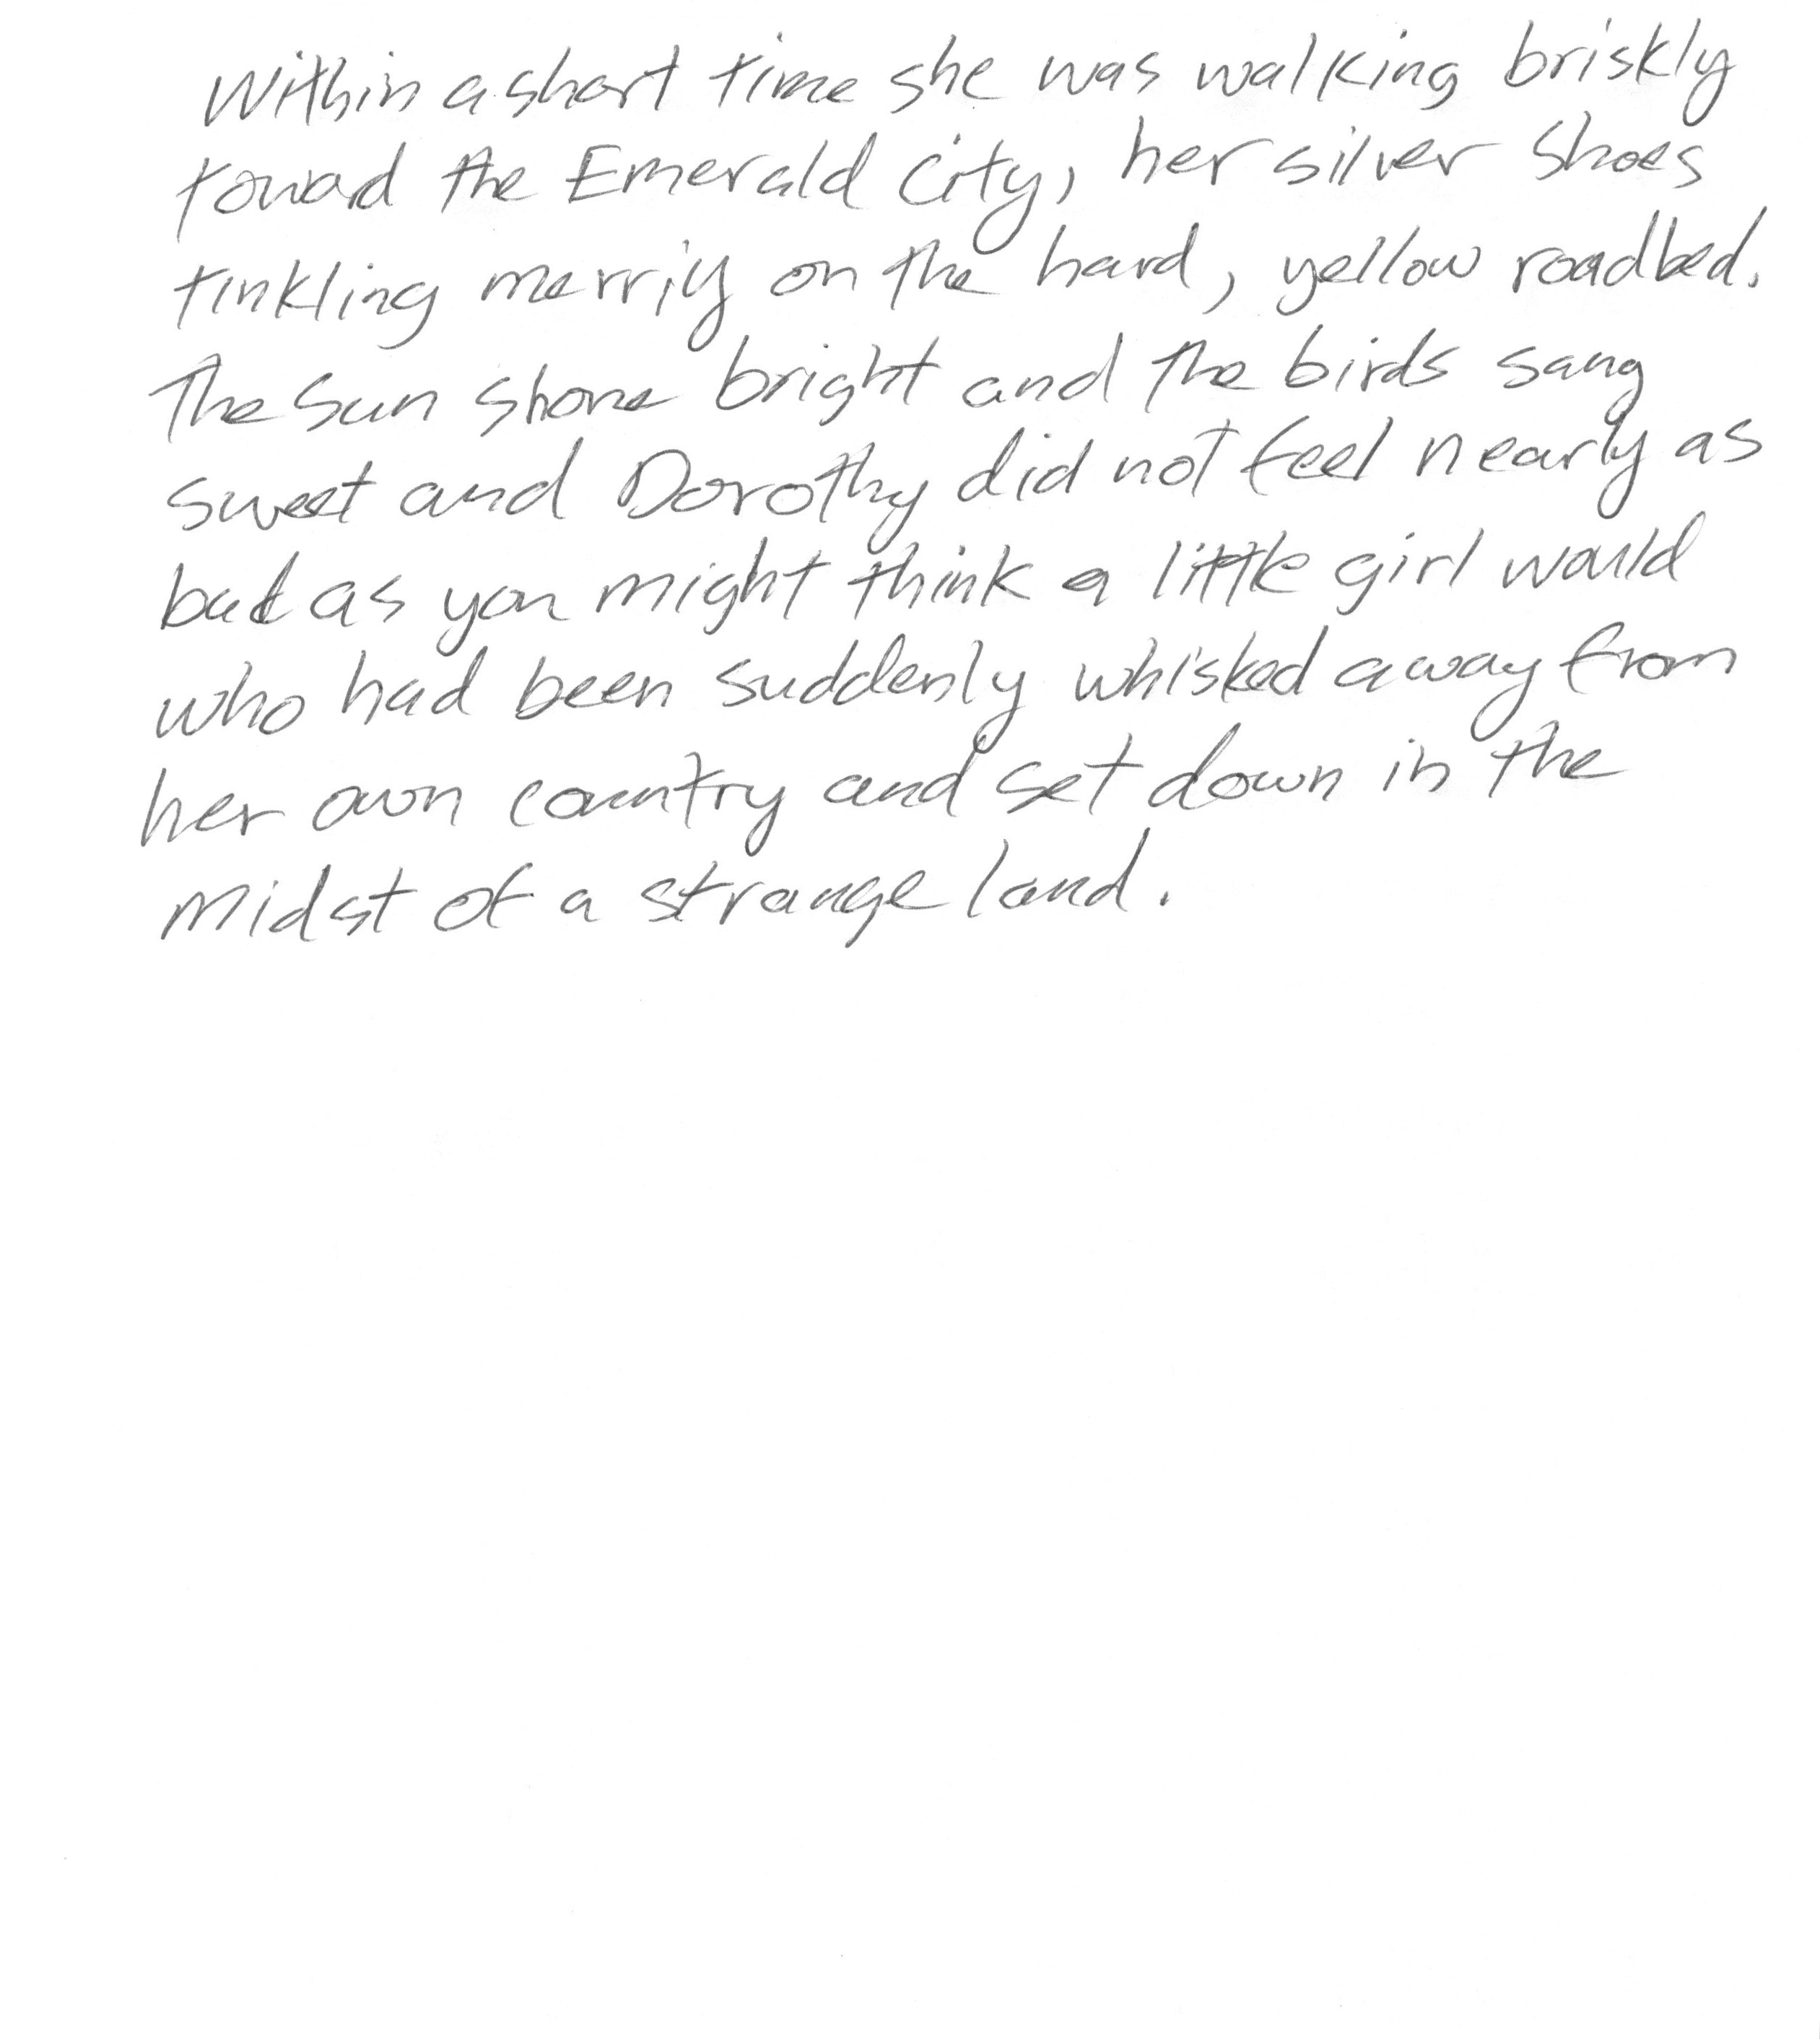 Within a short time she was walking briskly
toward the Emerald City, her silver shoes
tinkling merrily on the hard, yellow roadbed.
The sun shone bright and the birds sang
sweet and Dorothy did not feel nearly as
bad as you might think a little girl would
who had been suddenly whisked away from
her own country and set down in the
midst of a strange land.